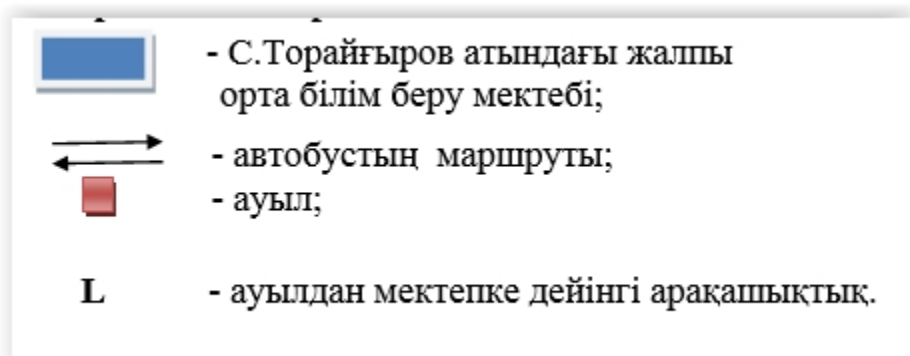 - С.Торайғыров атындағы жалпы
орта білім беру мектебі;
- автобустың маршруты;
- ауыл;
L - ауылдан мектепке дейінгі арақашықтық.